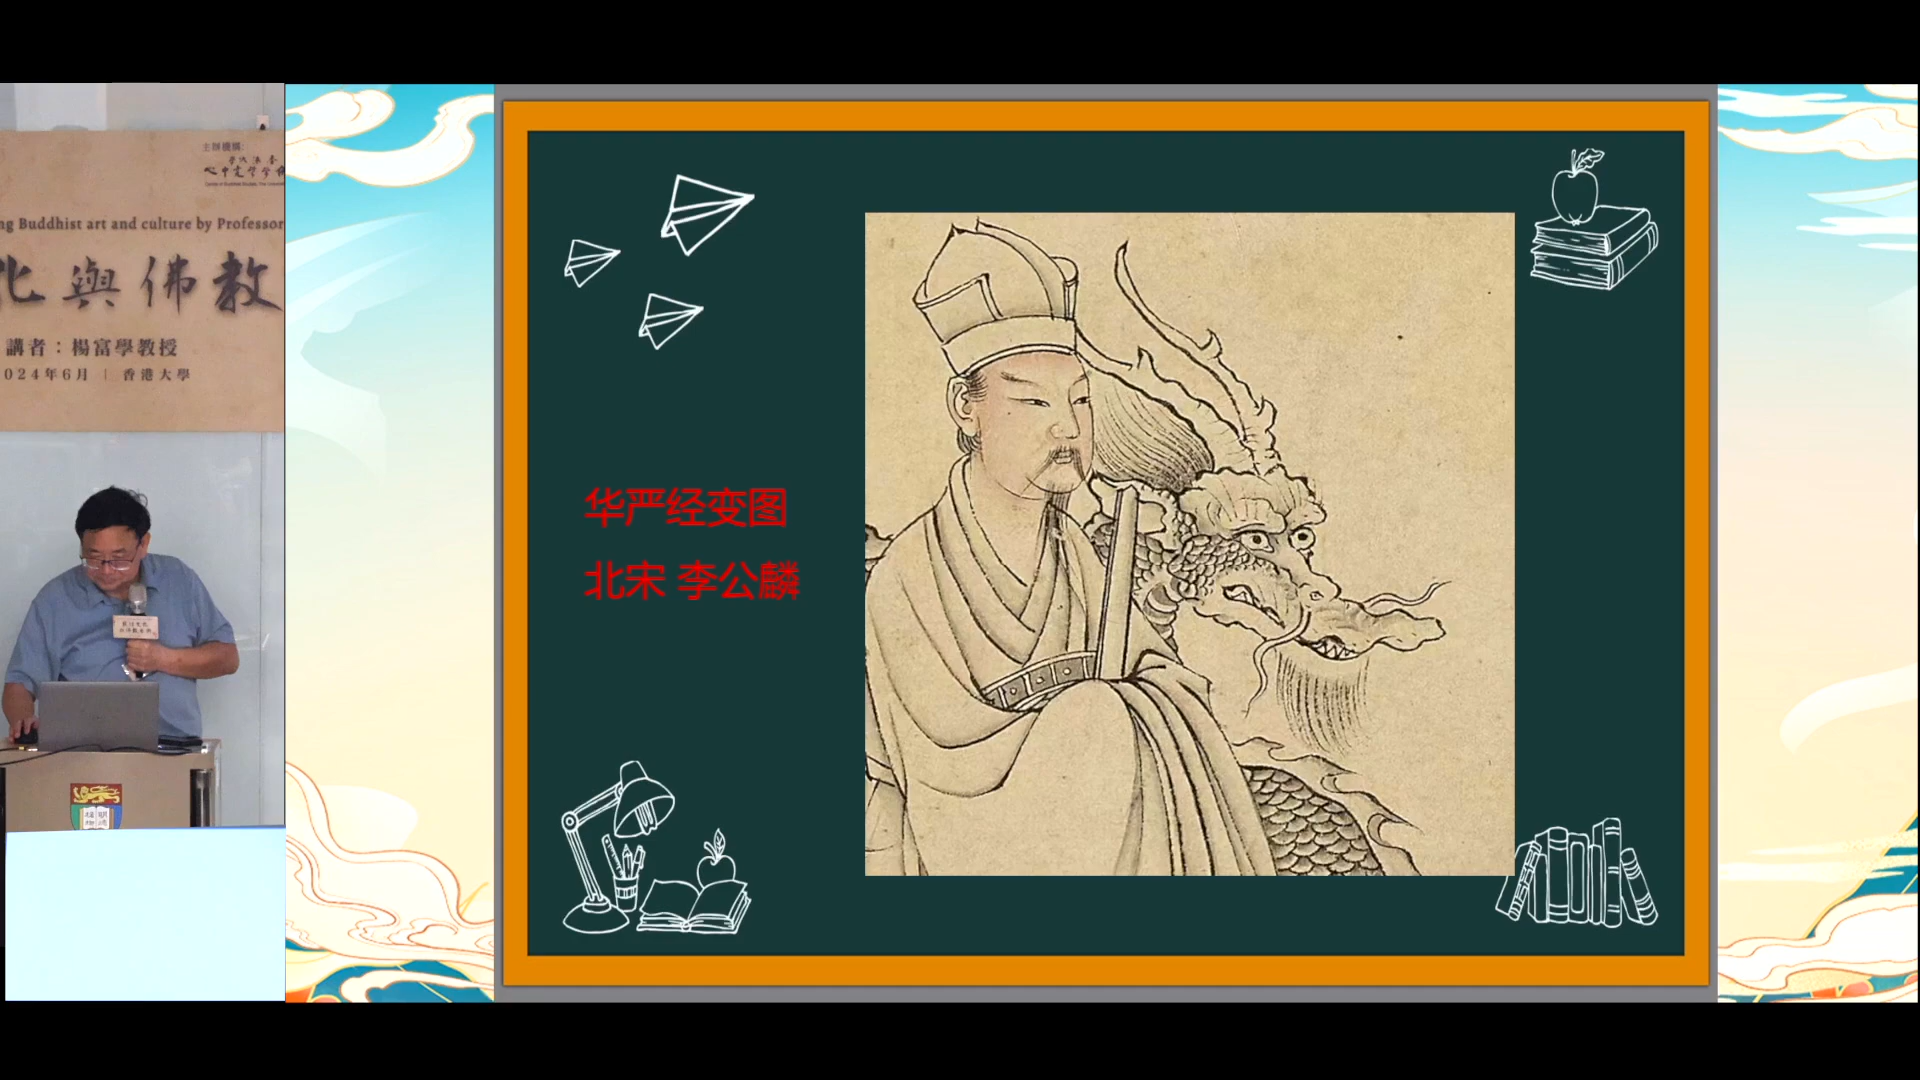 主辦機構:
ng Buddhist art and culture by Professor
化與佛教
講者：楊富學教授
024年6月 | 香港大學
华严经变图
北宋 李公麟